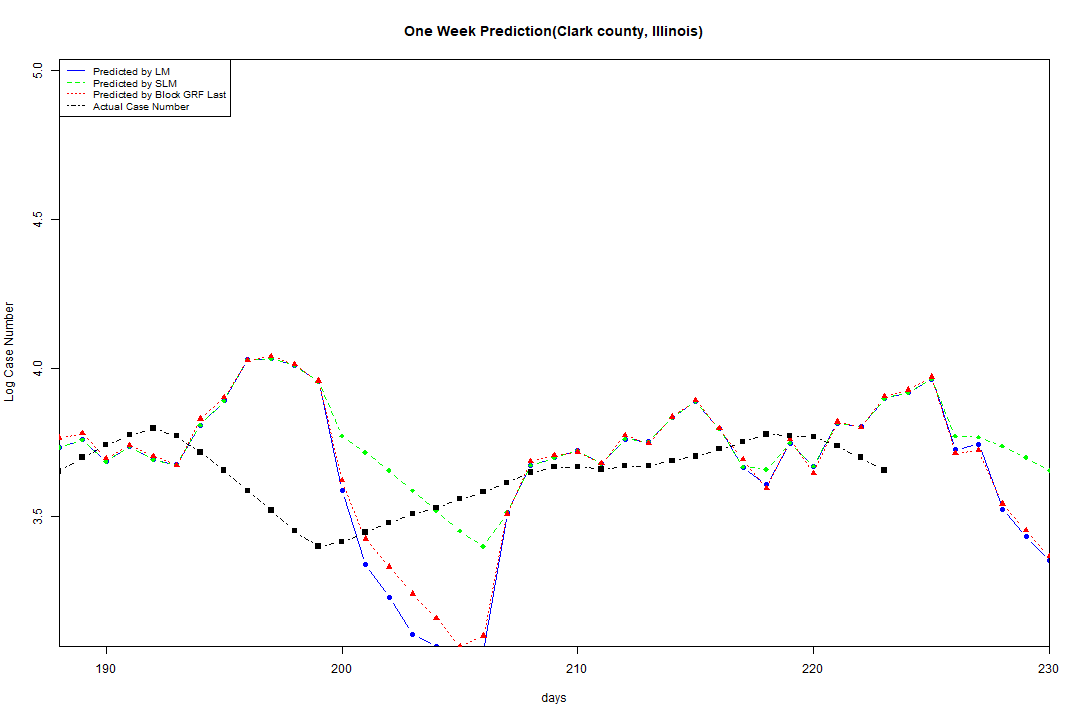 One Week Prediction(Clark county, Illinois)
Predicted by LM
Predicted by SLM
Predicted by Block GRF Last
Actual Case Number
Log Case Number
5.0
4.5
4.0
3.5
190 200 210 220 230
days